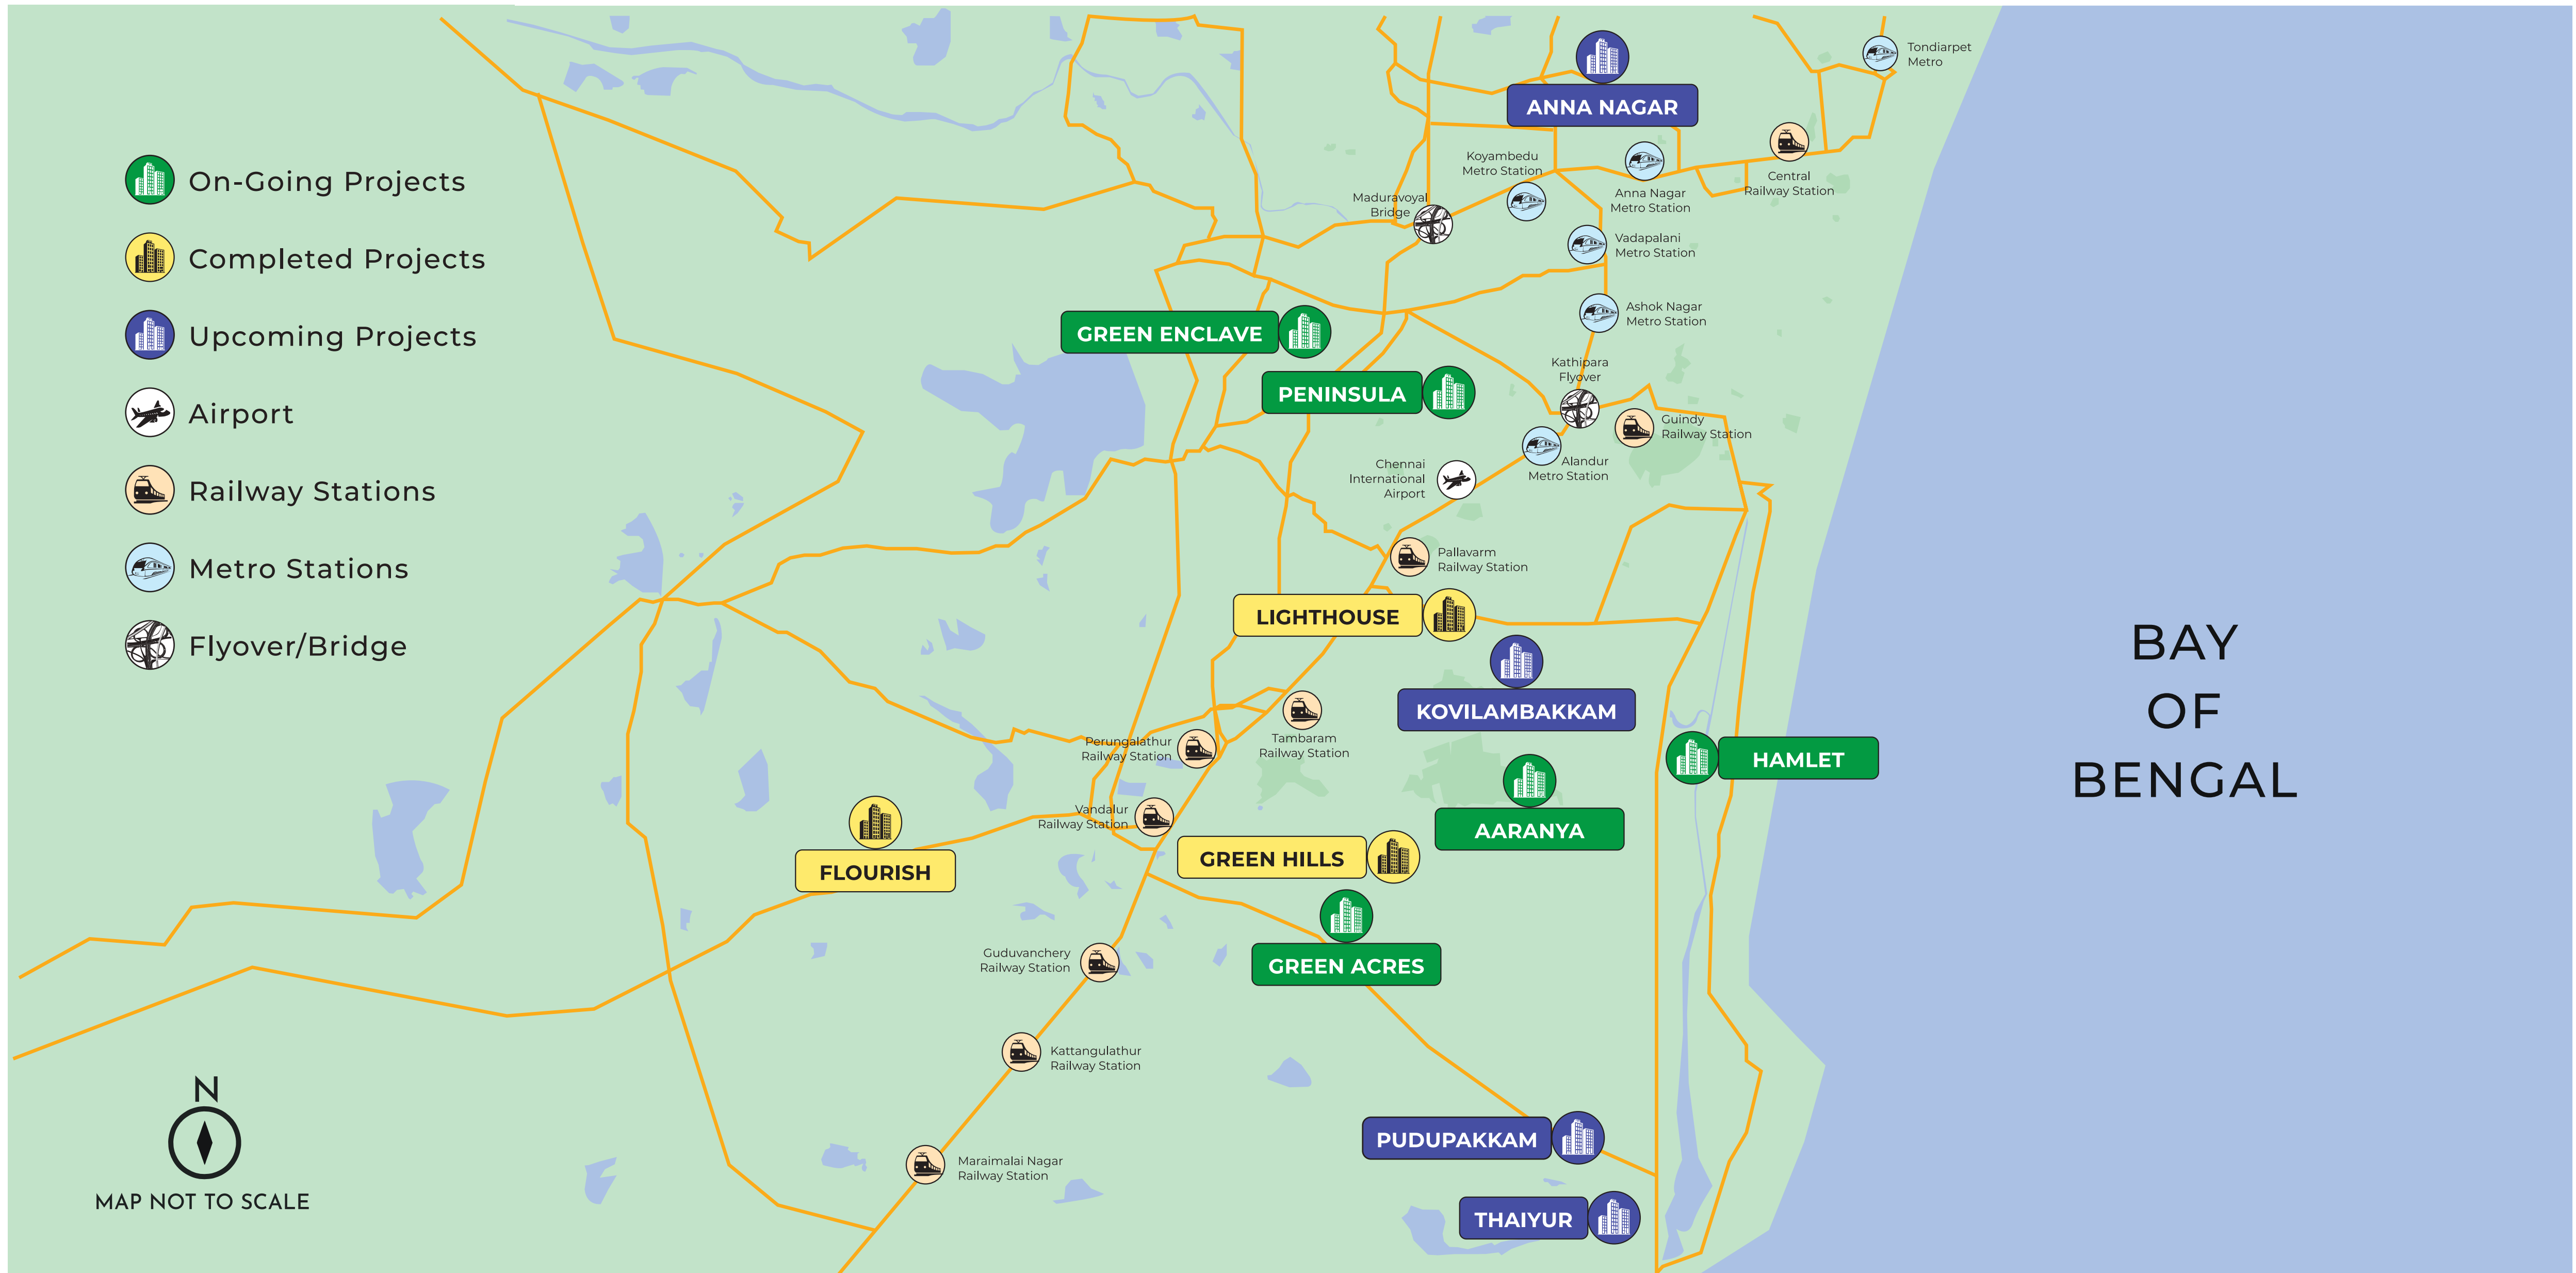 On-Going Projects
Completed Projects
Upcoming Projects
Airport
Railway Stations
Metro Stations
Flyover/Bridge
N
MAP NOT TO SCALE
Tondiarpet
Metro
ANNA NAGAR
Koyambedu
Metro Station
Anna Nagar
Metro Station
Central
Railway Station
Maduravoyal
Bridge
Vadapalani
Metro Station
Ashok Nagar
Metro Station
GREEN ENCLAVE
Kathipara
Flyover
PENINSULA
Guindy
Railway Station
Alandur
Metro Station
Chennai
International
Airport
Pallavarm
Railway Station
LIGHTHOUSE
KOVILAMBAKKAM
Tambaram
Railway Station
Perungalathur
Railway Station
HAMLET
AARANYA
Vandalur
Railway Station
GREEN HILLS
FLOURISH
GREEN ACRES
Guduvanchery
Railway Station
Kattangulathur
Railway Station
PUDUPAKKAM
Maraimalai Nagar
Railway Station
THAIYUR
BAY
OF
BENGAL